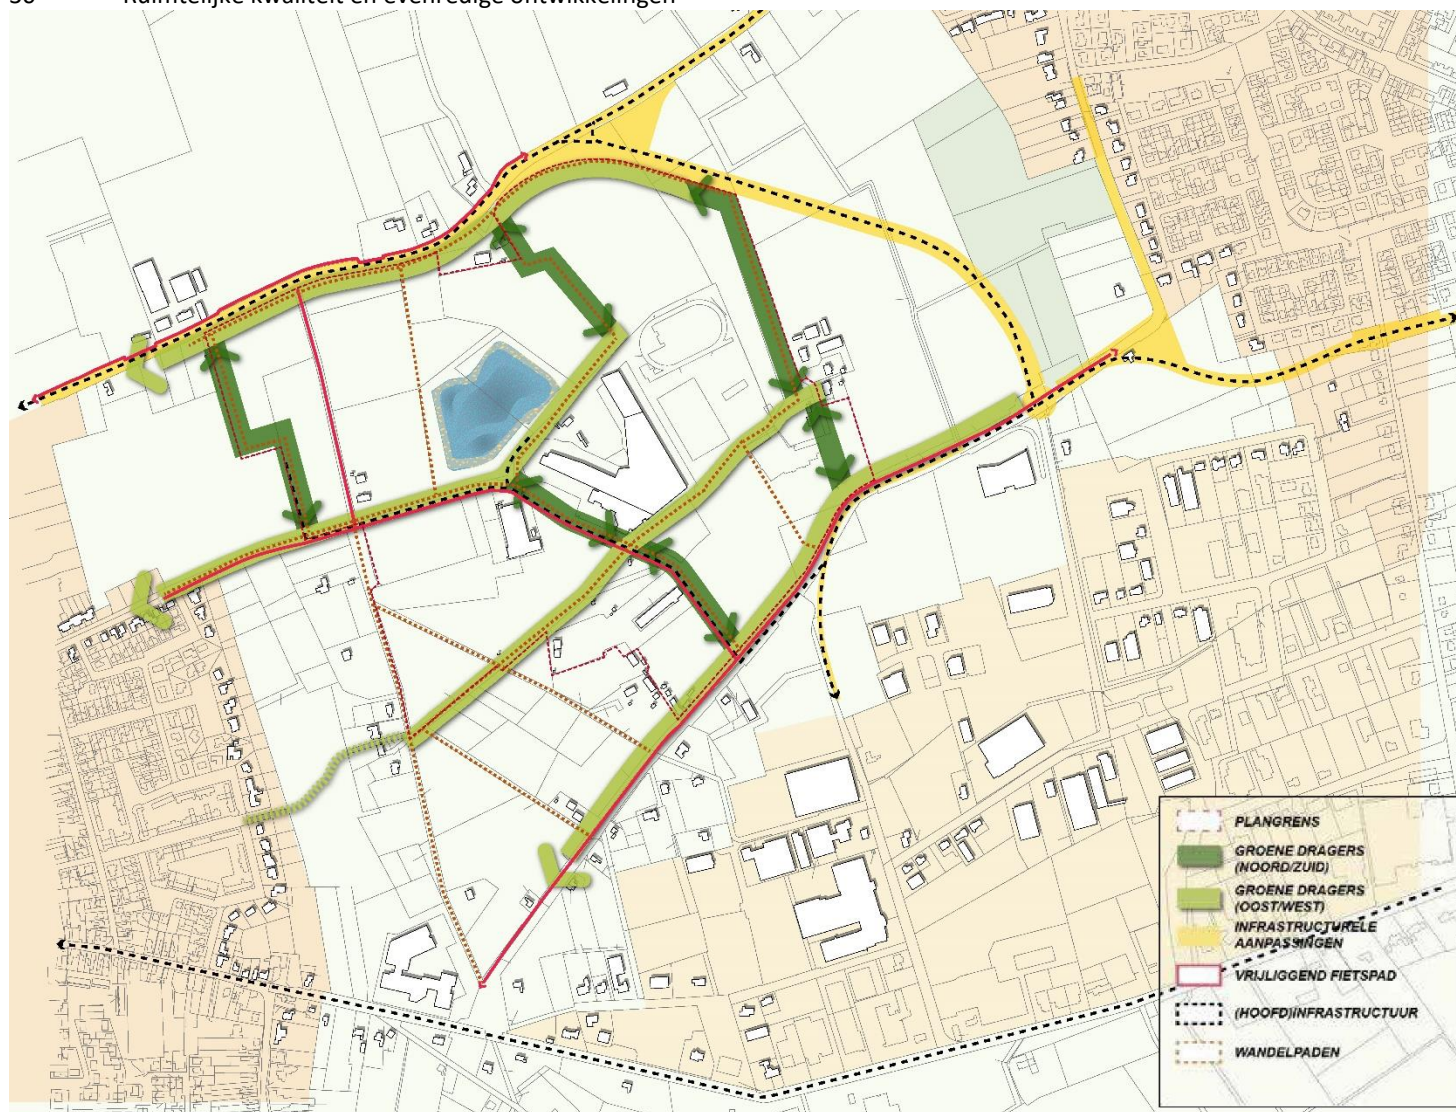 Ruimtelijke kwaliteit en evenredige ontwikkelingen
PLANGRENS
GROENE DRAGERS
(NOORD/ZUID)
GROENE DRAGERS
(OOST/WEST)
INFRASTRUCTURELE
AANPASSINGEN
VRIJLIGGEND FIETSPAD
(HOOFD)INFRASTRUCTUUR
WANDELPADEN